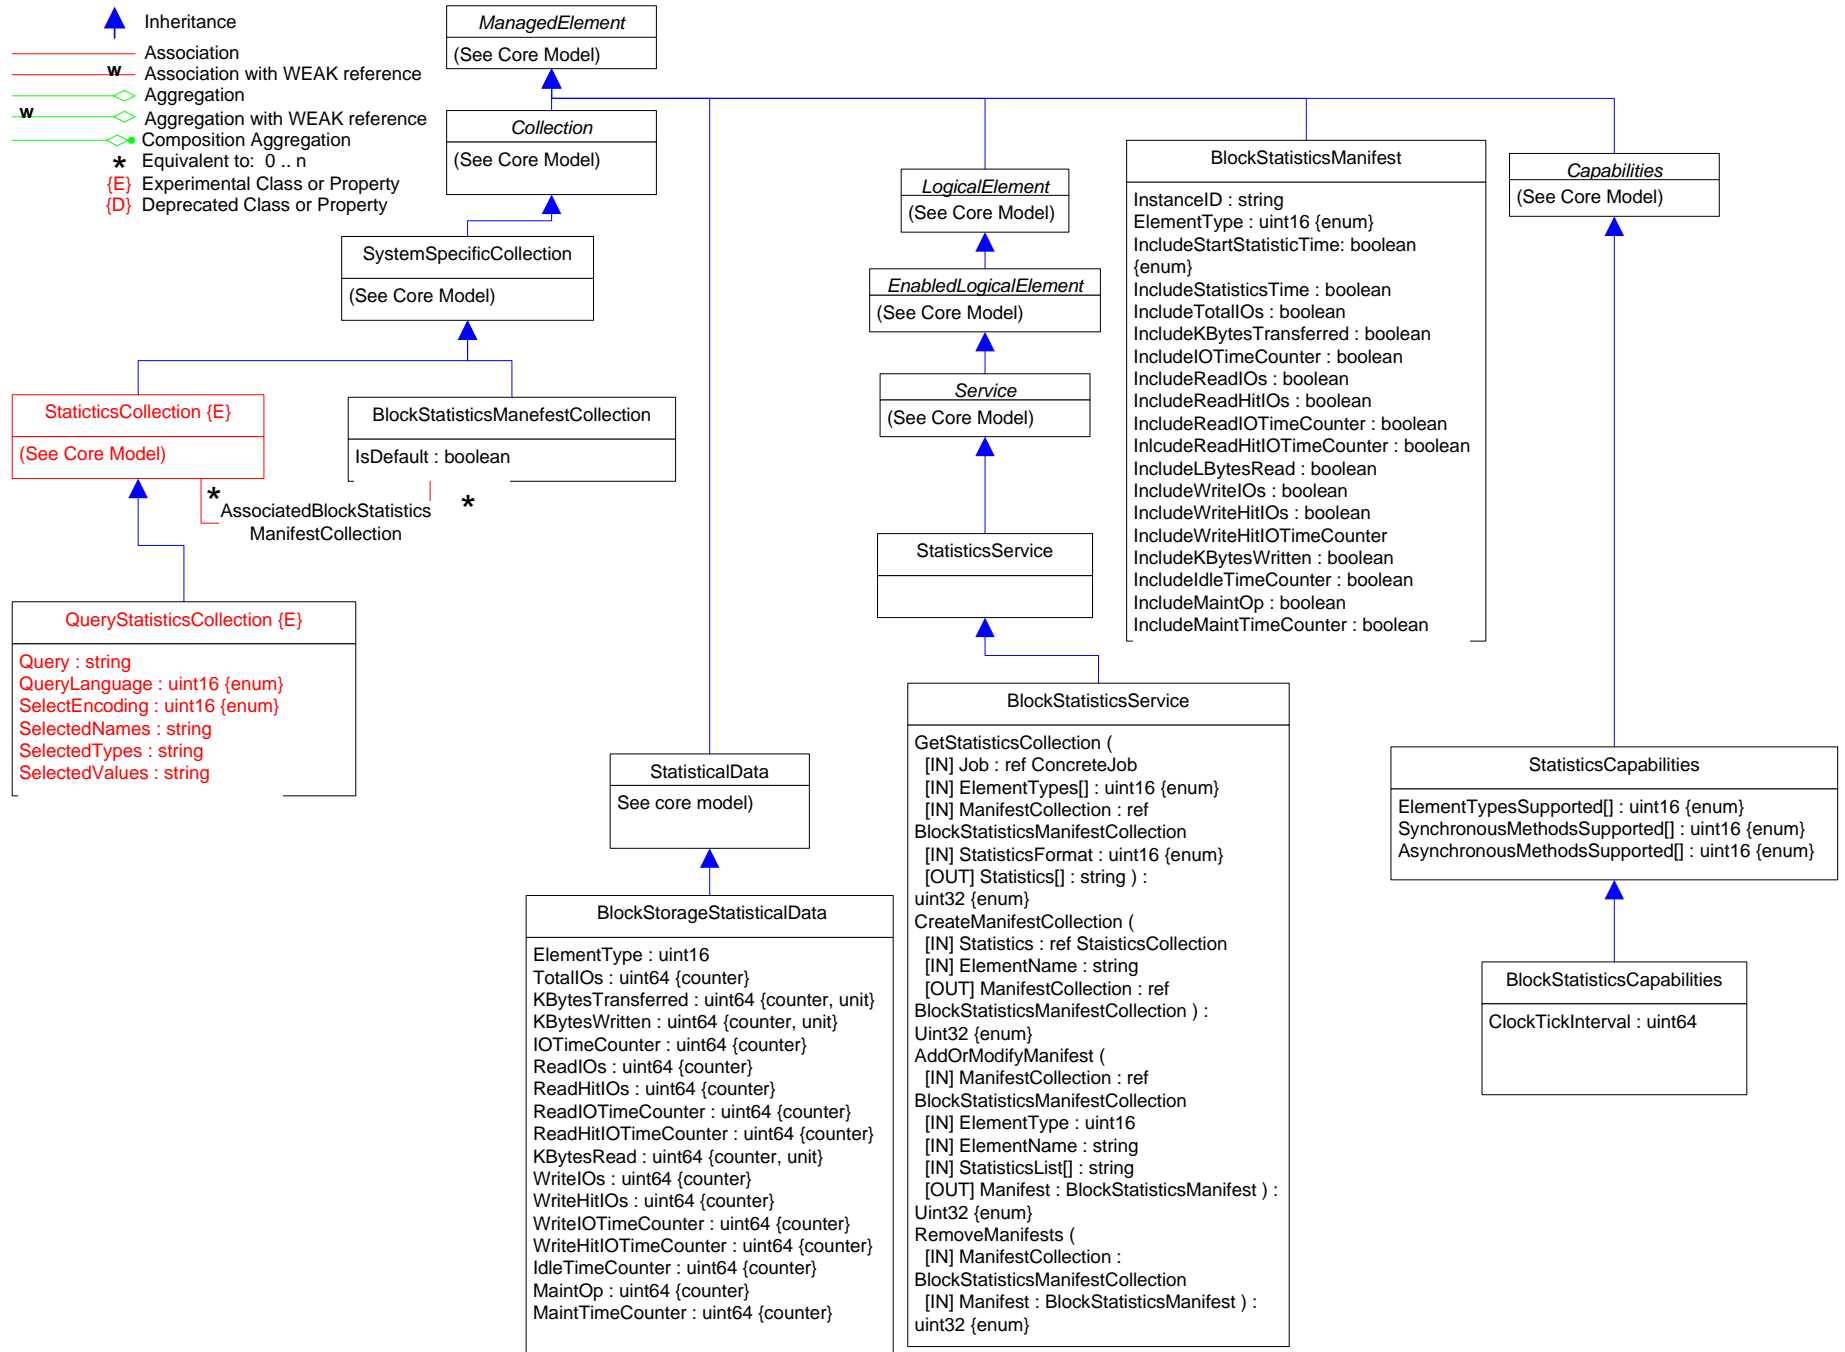 Inheritance
Association
w
Association with WEAK reference
Aggregation
w
Aggregation with WEAK reference
Composition Aggregation
* Equivalent to: 0 .. n
{E} Experimental Class or Property
{D} Deprecated Class or Property
ManagedElement
(See Core Model)
Collection
(See Core Model)
SystemSpecificCollection
(See Core Model)
StaticticsCollection {E}
(See Core Model)
BlockStatisticsManefestCollection
IsDefault : boolean
*
*
AssociatedBlockStatistics
ManifestCollection
QueryStatisticsCollection {E}
Query : string
QueryLanguage : uint16 {enum}
SelectEncoding : uint16 {enum}
SelectedNames : string
SelectedTypes : string
SelectedValues : string
StatisticalData
See core model)
BlockStorageStatisticalData
ElementType : uint16
TotalIOs : uint64 {counter}
KBytesTransferred : uint64 {counter, unit}
KBytesWritten : uint64 {counter, unit}
IOTimeCounter : uint64 {counter}
ReadIOs : uint64 {counter}
ReadHitIOs : uint64 {counter}
ReadIOTimeCounter : uint64 {counter}
ReadHitIOTimeCounter : uint64 {counter}
KBytesRead : uint64 {counter, unit}
WriteIOs : uint64 {counter}
WriteHitIOs : uint64 {counter}
WriteIOTimeCounter : uint64 {counter}
WriteHitIOTimeCounter : uint64 {counter}
IdleTimeCounter : uint64 {counter}
MaintOp : uint64 {counter}
MaintTimeCounter : uint64 {counter}
LogicalElement
(See Core Model)
EnabledLogicalElement
(See Core Model)
Service
(See Core Model)
StatisticsService
BlockStatisticsService
GetStatisticsCollection (
[IN] Job : ref ConcreteJob
[IN] ElementTypes[] : uint16 {enum}
[IN] ManifestCollection : ref
BlockStatisticsManifestCollection
[IN] StatisticsFormat : uint16 {enum}
[OUT] Statistics[] : string ) :
uint32 {enum}
CreateManifestCollection (
[IN] Statistics : ref StaisticsCollection
[IN] ElementName : string
[OUT] ManifestCollection : ref
BlockStatisticsManifestCollection ) :
Uint32 {enum}
AddOrModifyManifest (
[IN] ManifestCollection : ref
BlockStatisticsManifestCollection
[IN] ElementType : uint16
[IN] ElementName : string
[IN] StatisticsList[] : string
[OUT] Manifest : BlockStatisticsManifest ) :
Uint32 {enum}
RemoveManifests (
[IN] ManifestCollection :
BlockStatisticsManifestCollection
[IN] Manifest : BlockStatisticsManifest ) :
uint32 {enum}
BlockStatisticsManifest
InstanceID : string
ElementType : uint16 {enum}
IncludeStartStatisticTime: boolean
{enum}
IncludeStatisticsTime : boolean
IncludeTotalIOs : boolean
IncludeKBytesTransferred : boolean
IncludeIOTimeCounter : boolean
IncludeReadIOs : boolean
IncludeReadHitIOs : boolean
IncludeReadIOTimeCounter : boolean
InlcudeReadHitIOTimeCounter : boolean
IncludeLBytesRead : boolean
IncludeWriteIOs : boolean
IncludeWriteHitIOs : boolean
IncludeWriteHitIOTimeCounter
IncludeKBytesWritten : boolean
IncludeIdleTimeCounter : boolean
IncludeMaintOp : boolean
IncludeMaintTimeCounter : boolean
Capabilities
(See Core Model)
StatisticsCapabilities
ElementTypesSupported[] : uint16 {enum}
SynchronousMethodsSupported[] : uint16 {enum}
AsynchronousMethodsSupported[] : uint16 {enum}
BlockStatisticsCapabilities
ClockTickInterval : uint64